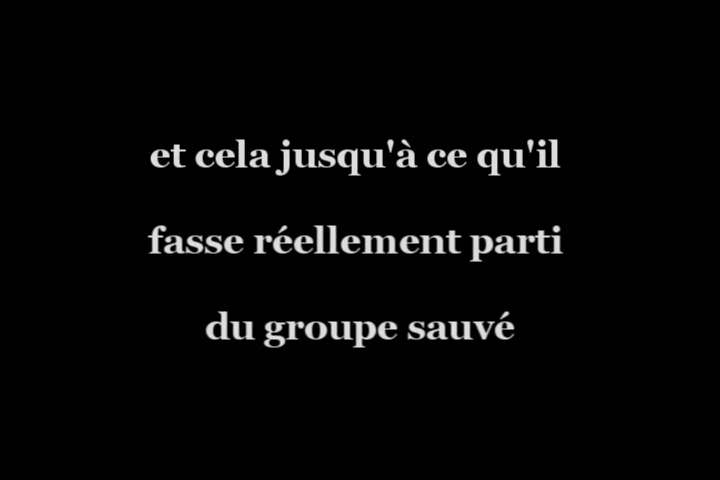 et cela jusqu'à ce qu'il
fasse réellement parti
du groupe sauvé